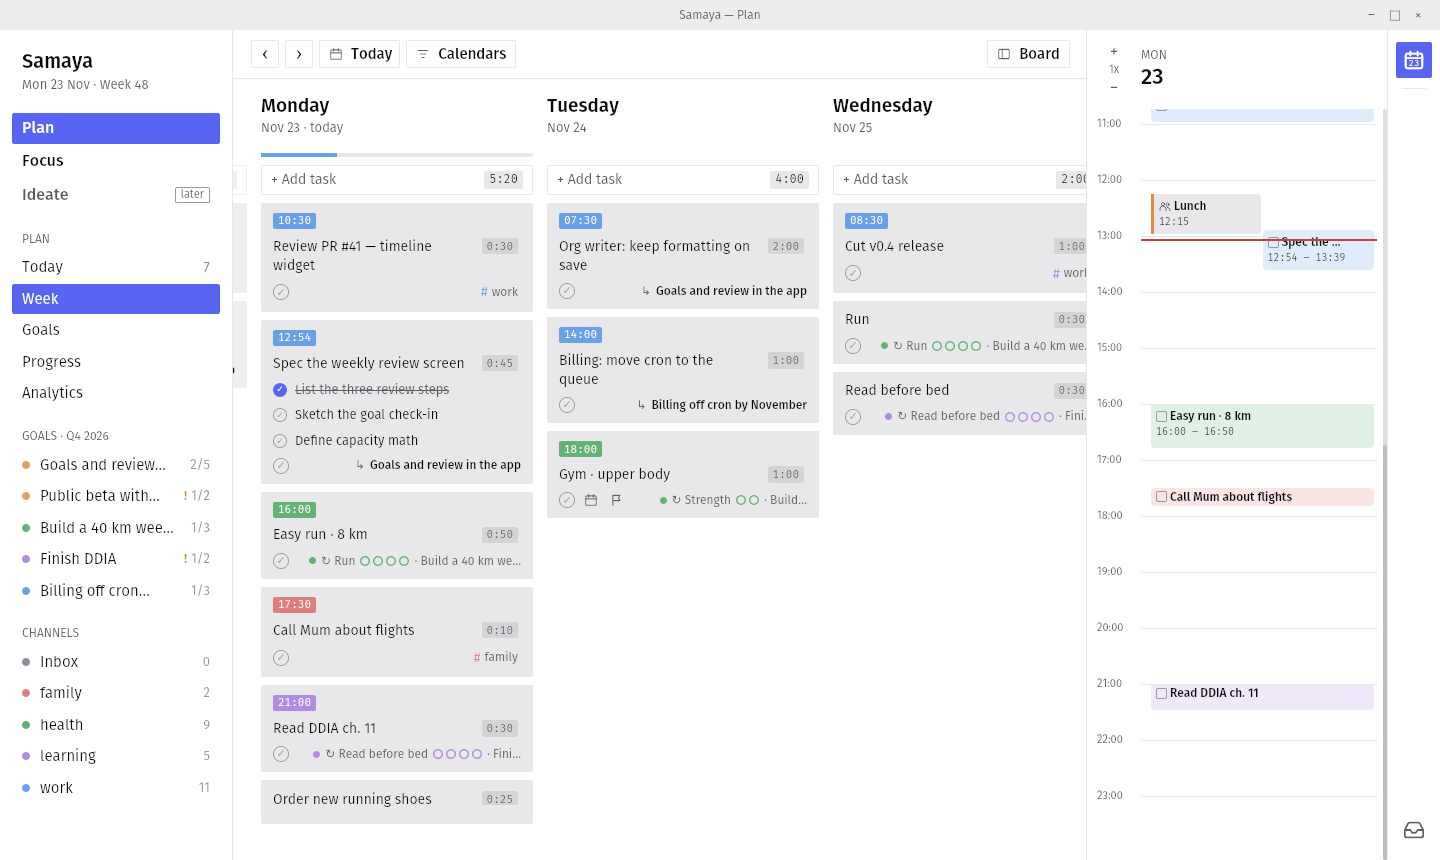 Samaya — Plan
Samaya
Mon 23 Nov · Week 48
Plan
Focus
Ideate later
PLAN
Today 7
Week
Goals
Progress
Analytics
GOALS · Q4 2026
Goals and review... 2/5
Public beta with... ! 1/2
Build a 40 km wee... 1/3
Finish DDIA ! 1/2
Billing off cron... 1/3
CHANNELS
Inbox 0
family 2
health 9
learning 5
work 11
Today
Calendars
Board
Monday
Nov 23 · today
+ Add task 5:20
10:30
Review PR #41 — timeline 0:30
widget
# work
12:54
Spec the weekly review screen 0:45
List the three review steps
Sketch the goal check-in
Define capacity math
↳ Goals and review in the app
16:00
Easy run · 8 km 0:50
↻ Run · Build a 40 km we...
17:30
Call Mum about flights 0:10
# family
21:00
Read DDIA ch. 11 0:30
↻ Read before bed · Fini...
Order new running shoes 0:25
Tuesday
Nov 24
+ Add task 4:00
07:30
Org writer: keep formatting on 2:00
save
↳ Goals and review in the app
14:00
Billing: move cron to the 1:00
queue
↳ Billing off cron by November
18:00
Gym · upper body 1:00
↻ Strength · Build...
Wednesday
Nov 25
+ Add task 2:00
08:30
Cut v0.4 release 1:00
# work
Run 0:30
↻ Run · Build a 40 km we...
Read before bed 0:30
↻ Read before bed · Fini...
+
1x
−
MON
23
11:00
12:00
Lunch
12:15
13:00
Spec the ...
12:54 – 13:39
14:00
15:00
16:00
Easy run · 8 km
16:00 – 16:50
17:00
Call Mum about flights
18:00
19:00
20:00
21:00
Read DDIA ch. 11
22:00
23:00
23